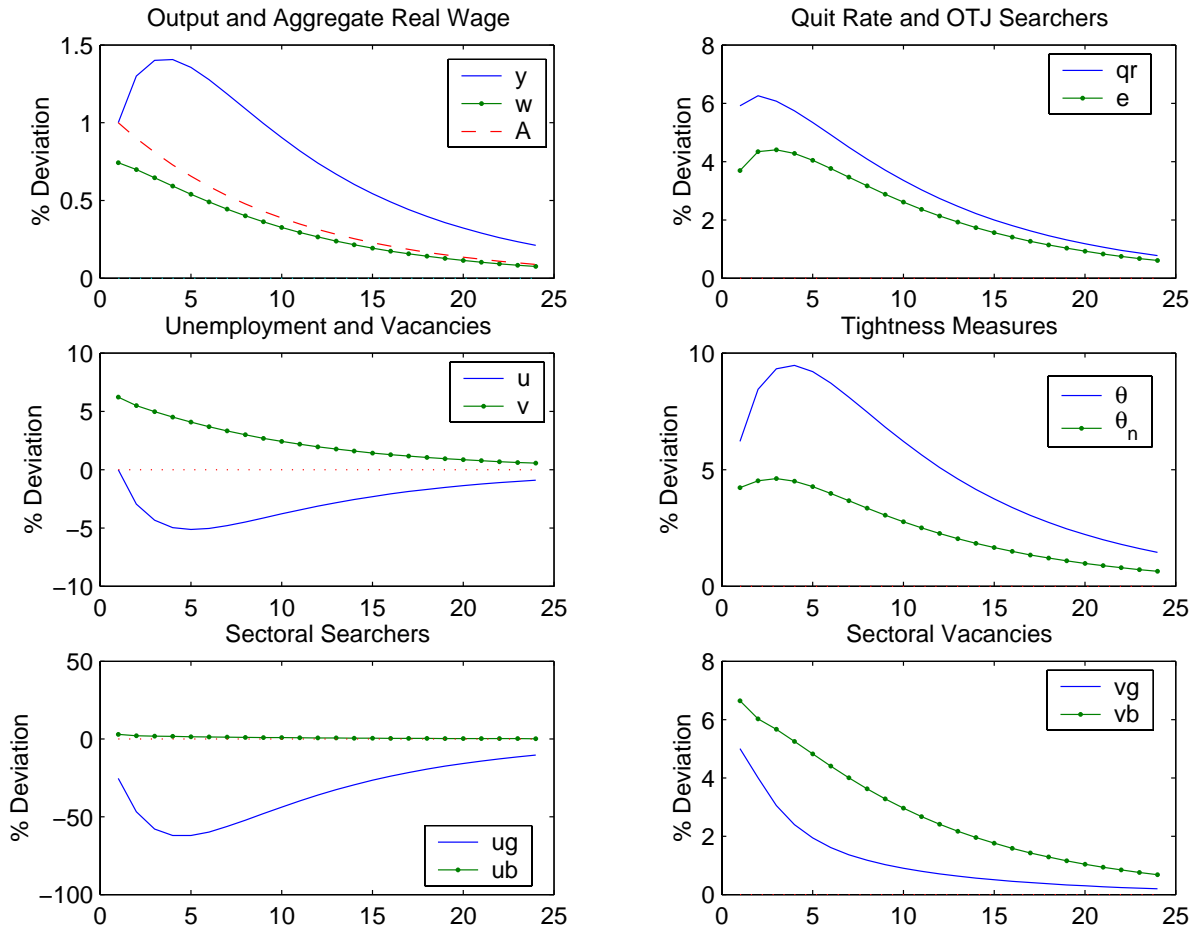 Output and Aggregate Real Wage
% Deviation
1.5
1
0.5
0
0 5 10 15 20 25
y
w
A
Quit Rate and OTJ Searchers
% Deviation
8
6
4
2
0
0 5 10 15 20 25
qr
e
Unemployment and Vacancies
% Deviation
10
5
0
−5
−10
0 5 10 15 20 25
u
v
Tightness Measures
% Deviation
10
5
0
0 5 10 15 20 25
θ
θn
Sectoral Searchers
% Deviation
50
0
−50
−100
0 5 10 15 20 25
ug
ub
Sectoral Vacancies
% Deviation
8
6
4
2
0
0 5 10 15 20 25
vg
vb